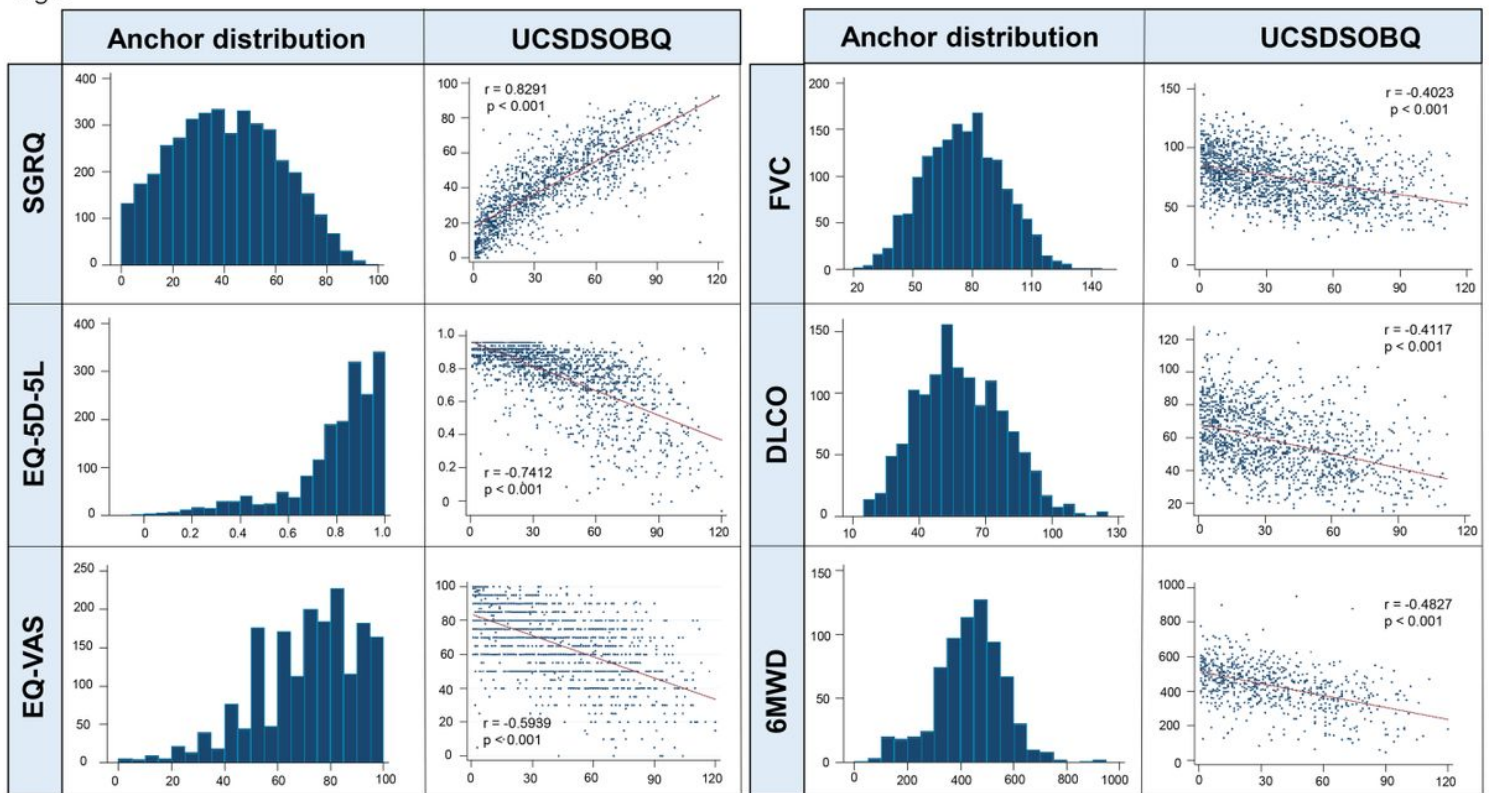 Anchor distribution
UCSDSOBQ
Anchor distribution
UCSDSOBQ
SGRQ
400
300
200
100
0
0 20 40 60 80 100
r = 0.8291
p < 0.001
100
80
60
40
20
0
0 30 60 90 120
FVC
200
150
100
50
0
20 50 80 110 140
r = -0.4023
p < 0.001
150
100
50
0
0 30 60 90 120
EQ-5D-5L
400
300
200
100
0
0 0.2 0.4 0.6 0.8 1.0
1.0
0.8
0.6
0.4
0.2
0
r = -0.7412
p < 0.001
0 30 60 90 120
DLCO
150
100
50
0
10 40 70 100 130
r = -0.4117
p < 0.001
120
100
80
60
40
20
0 30 60 90 120
EQ-VAS
250
200
150
100
50
0
0 20 40 60 80 100
100
80
60
40
20
0
r = -0.5939
p < 0.001
0 30 60 90 120
6MWD
150
100
50
0
0 200 400 600 800 1000
r = -0.4827
p < 0.001
1000
800
600
400
200
0
0 30 60 90 120